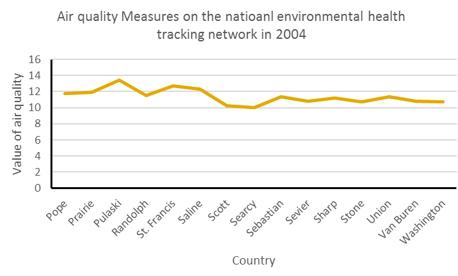 Air quality Measures on the natioanl environmental health
tracking network in 2004
Value of air quality
16
14
12
10
8
6
4
2
0
Pope
Prairie
Pulaski
Randolph
St. Francis
Saline
Scott
Searcy
Sebastian
Sevier
Sharp
Stone
Union
Van Buren
Washington
Country